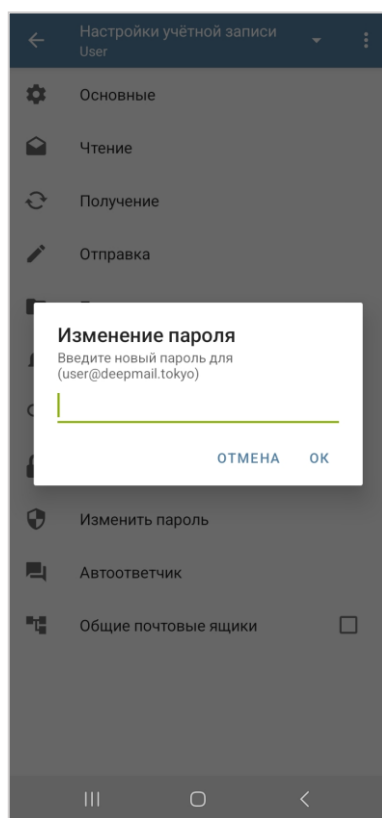 Настройки учётной записи
User
Основные
Чтение
Получение
Отправка
Изменение пароля
Введите новый пароль для
(user@deepmail.tokyo)
ОТМЕНА ОК
Изменить пароль
Автоответчик
Общие почтовые ящики